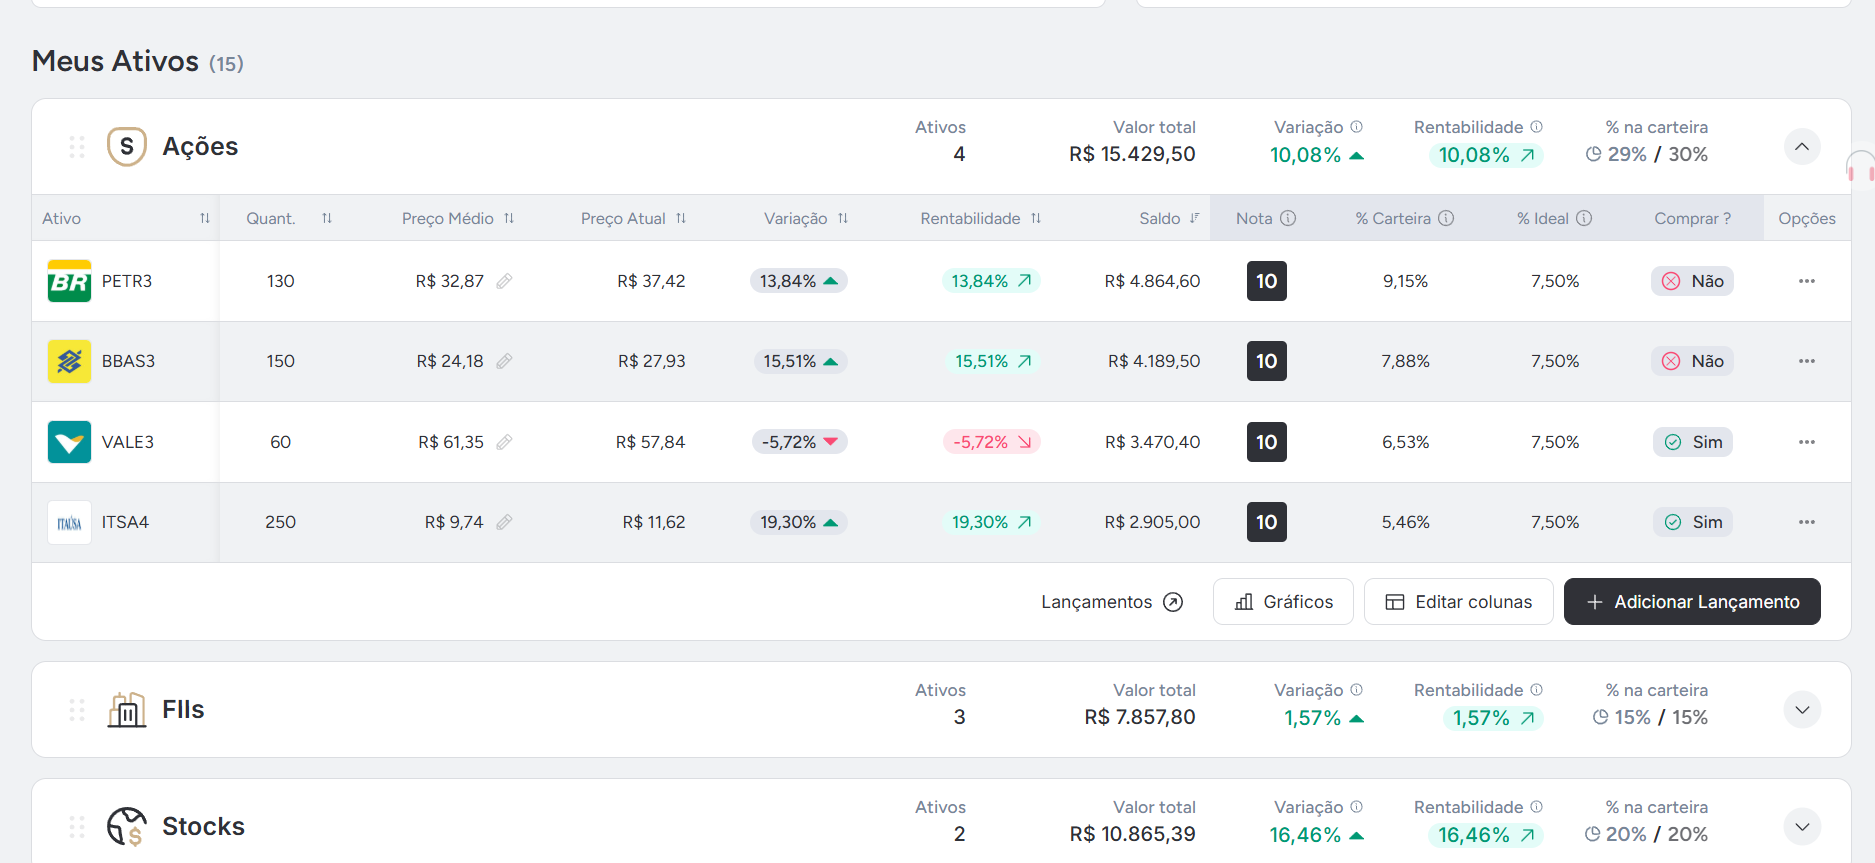 Meus Ativos (15)
S Ações
Ativos Valor total Variação Rentabilidade % na carteira
4 R$ 15.429,50 10,08% 10,08% 29% / 30%
Ativo Quant. Preço Médio Preço Atual Variação Rentabilidade Saldo Nota % Carteira % Ideal Comprar ? Opções
BR PETR3 130 R$ 32,87 R$ 37,42 13,84% 13,84% R$ 4.864,60 10 9,15% 7,50% Não
BBAS3 150 R$ 24,18 R$ 27,93 15,51% 15,51% R$ 4.189,50 10 7,88% 7,50% Não
VALE3 60 R$ 61,35 R$ 57,84 -5,72% -5,72% R$ 3.470,40 10 6,53% 7,50% Sim
ITAÚSA ITSA4 250 R$ 9,74 R$ 11,62 19,30% 19,30% R$ 2.905,00 10 5,46% 7,50% Sim
Lançamentos Gráficos Editar colunas + Adicionar Lançamento
FIIs
Ativos Valor total Variação Rentabilidade % na carteira
3 R$ 7.857,80 1,57% 1,57% 15% / 15%
$ Stocks
Ativos Valor total Variação Rentabilidade % na carteira
2 R$ 10.865,39 16,46% 16,46% 20% / 20%